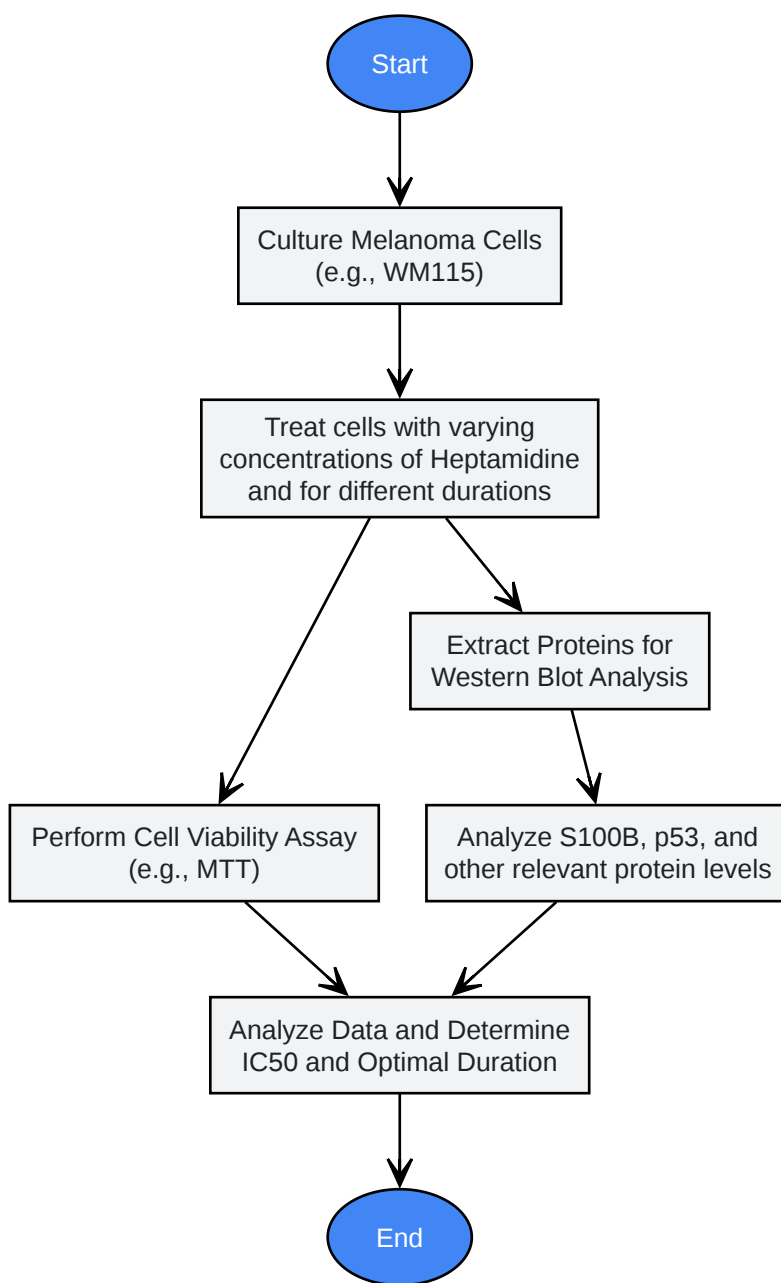 Start
Culture Melanoma Cells
(e.g., WM115)
Treat cells with varying
concentrations of Heptamidine
and for different durations
Extract Proteins for
Western Blot Analysis
Perform Cell Viability Assay
(e.g., MTT)
Analyze S100B, p53, and
other relevant protein levels
Analyze Data and Determine
IC50 and Optimal Duration
End